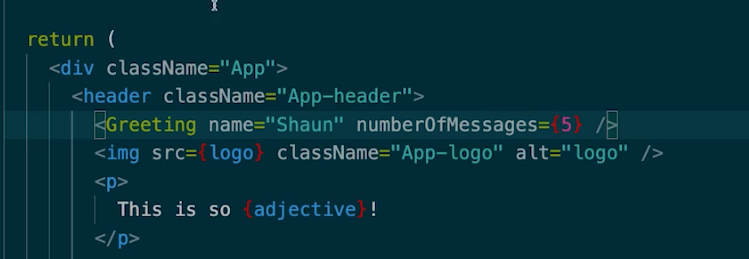 return (
<div className="App">
<header className="App-header">
<Greeting name="Shaun" numberOfMessages={5} />
<img src={logo} className="App-logo" alt="logo" />
<p>
This is so {adjective}!
</p>